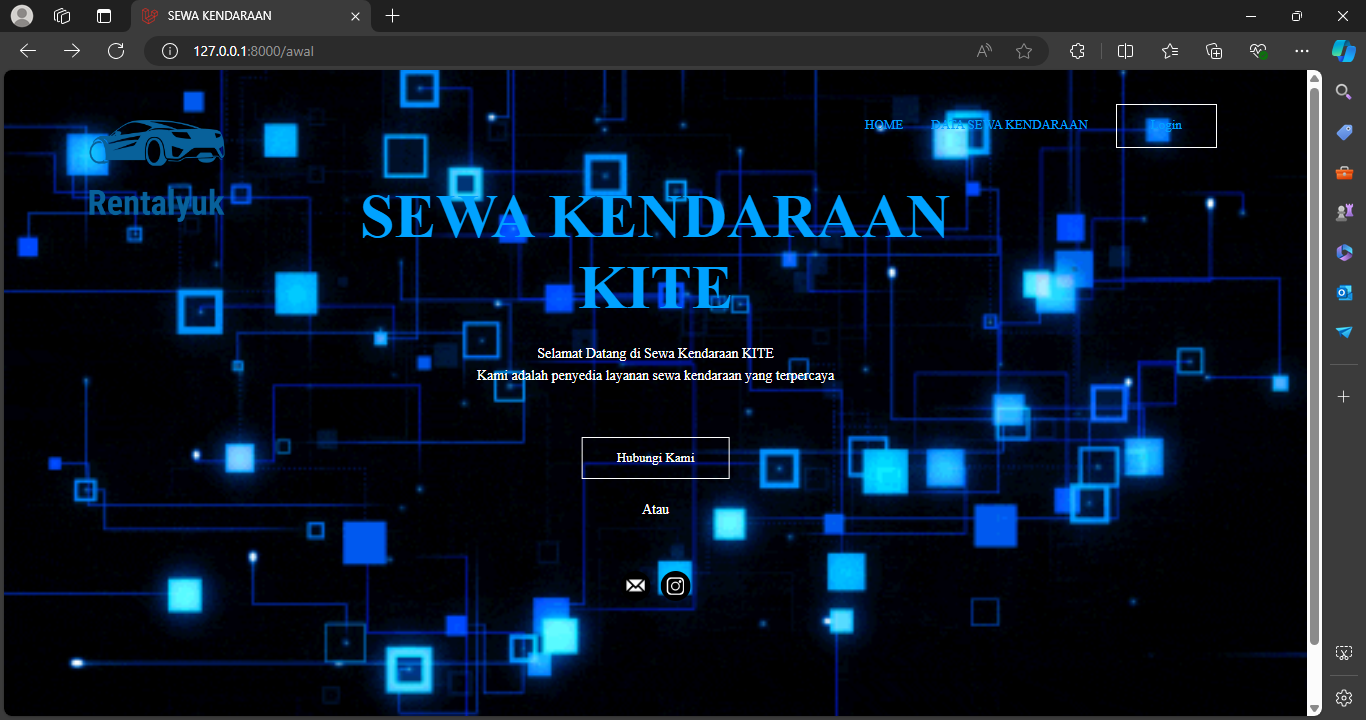 SEWA KENDARAAN
127.0.0.1:8000/awal
HOME
DATA SEWA KENDARAAN
Login
Rentalyuk
SEWA KENDARAAN
KITE
Selamat Datang di Sewa Kendaraan KITE
Kami adalah penyedia layanan sewa kendaraan yang terpercaya
Hubungi Kami
Atau